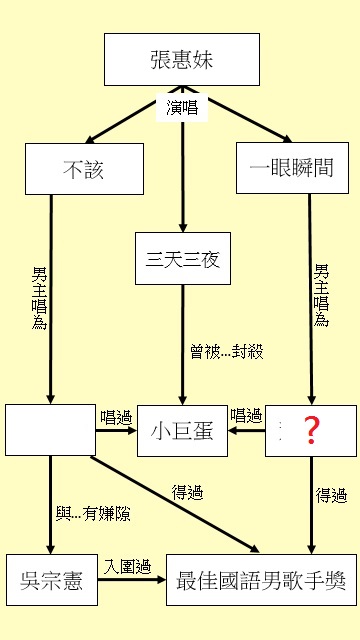 張惠妹
演唱
不該
一眼瞬間
三天三夜
男主唱為
男主唱為
曾被...封殺
唱過
小巨蛋
唱過
?
得過
得過
與...有嫌隙
入圍過
吳宗憲
最佳國語男歌手獎